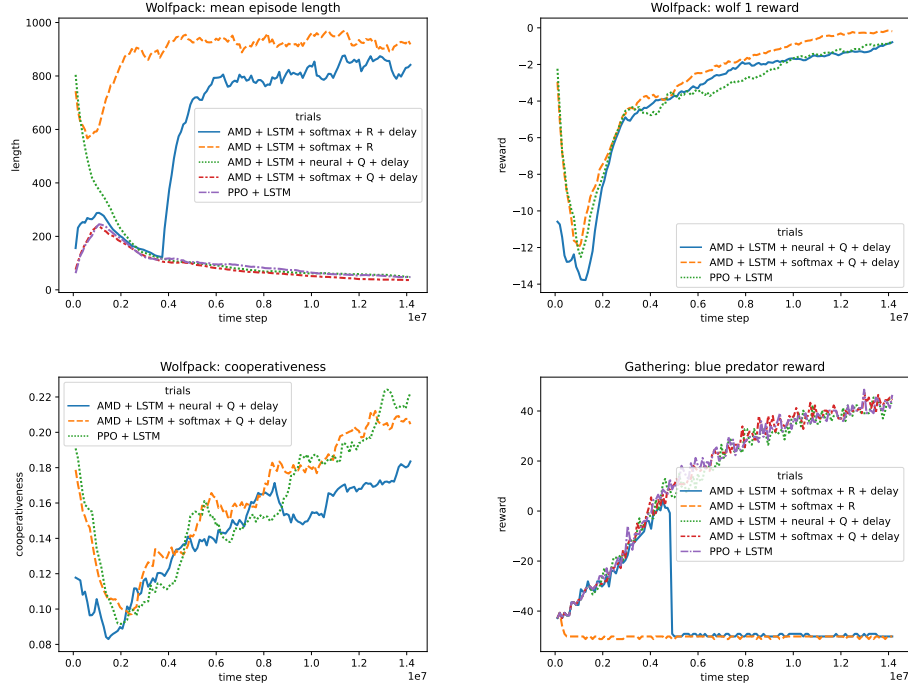 Wolfpack: mean episode length
1000
800
600
400
200
0
length
trials
AMD + LSTM + softmax + R + delay
AMD + LSTM + softmax + R
AMD + LSTM + neural + Q + delay
AMD + LSTM + softmax + Q + delay
PPO + LSTM
0.0 0.2 0.4 0.6 0.8 1.0 1.2 1.4
1e7
time step
Wolfpack: wolf 1 reward
0
−2
−4
−6
−8
−10
−12
−14
reward
trials
AMD + LSTM + neural + Q + delay
AMD + LSTM + softmax + Q + delay
PPO + LSTM
0.0 0.2 0.4 0.6 0.8 1.0 1.2 1.4
1e7
time step
Wolfpack: cooperativeness
0.22
0.20
0.18
0.16
0.14
0.12
0.10
0.08
cooperativeness
trials
AMD + LSTM + neural + Q + delay
AMD + LSTM + softmax + Q + delay
PPO + LSTM
0.0 0.2 0.4 0.6 0.8 1.0 1.2 1.4
1e7
time step
Gathering: blue predator reward
40
20
0
−20
−40
reward
trials
AMD + LSTM + softmax + R + delay
AMD + LSTM + softmax + R
AMD + LSTM + neural + Q + delay
AMD + LSTM + softmax + Q + delay
PPO + LSTM
0.0 0.2 0.4 0.6 0.8 1.0 1.2 1.4
1e7
time step